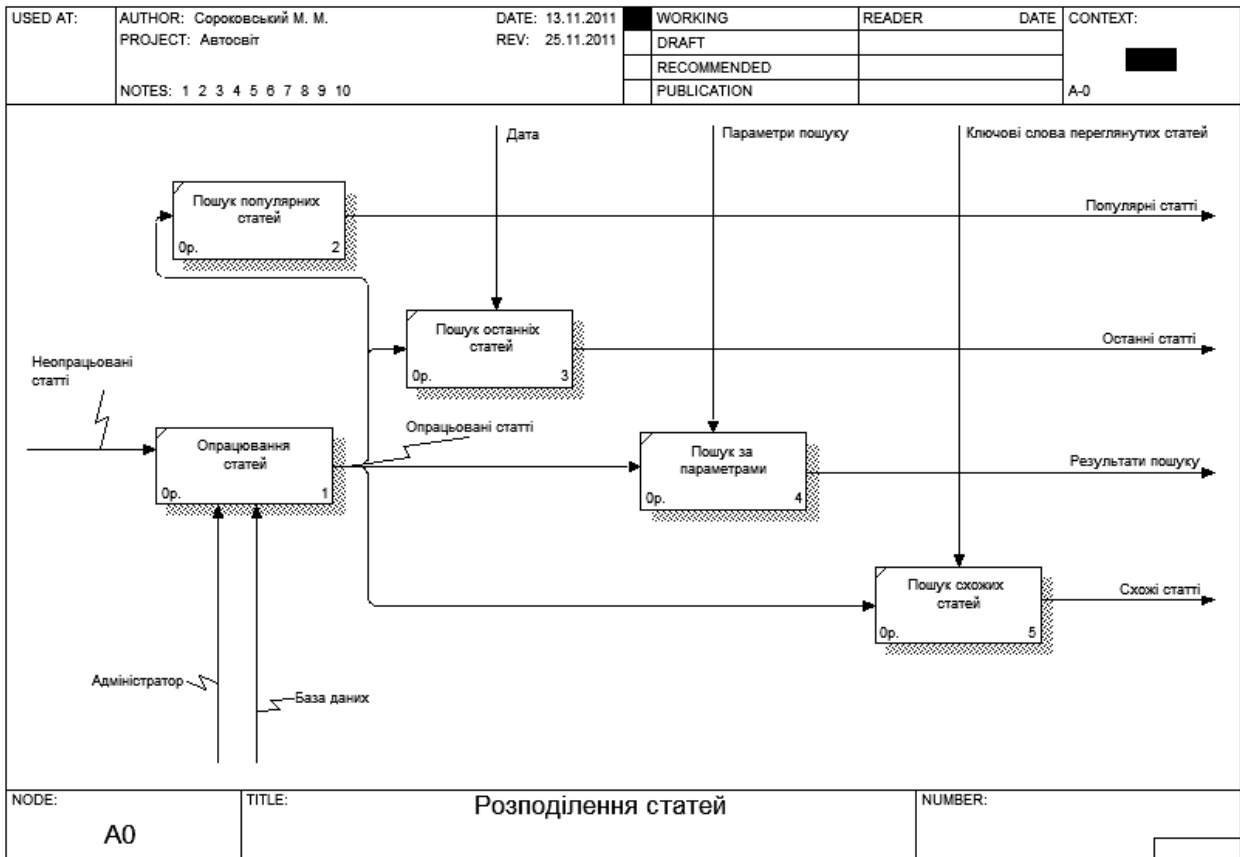 USED AT:
AUTHOR: Сороковський М. М.
DATE: 13.11.2011
PROJECT: Автосвіт
REV: 25.11.2011
NOTES: 1 2 3 4 5 6 7 8 9 10
WORKING
DRAFT
RECOMMENDED
PUBLICATION
READER
DATE
CONTEXT:
A-0
Дата
Параметри пошуку
Ключові слова переглянутих статей
Пошук популярних
статей
0р.
2
Популярні статті
Пошук останніх
статей
0р.
3
Останні статті
Неопрацьовані
статті
Опрацювання
статей
0р.
1
Опрацьовані статті
Пошук за
параметрами
0р.
4
Результати пошуку
Пошук схожих
статей
0р.
5
Схожі статті
Адміністратор
База даних
NODE:
A0
TITLE:
Розподілення статей
NUMBER: